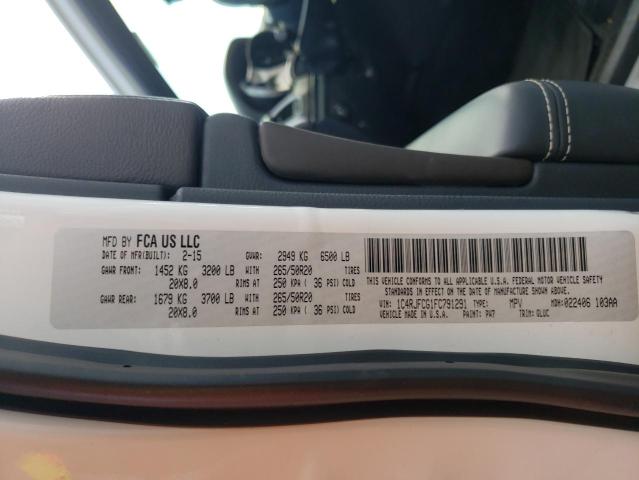 MFD BY FCA US LLC
DATE OF MFR(BUILT): 2-15 GVWR: 2949 KG 6500 LB
GAWR FRONT: 1452 KG 3200 LB WITH 265/50R20 TIRES
20X8.0 RIMS AT 250 KPA ( 36 PSI) COLD
GAWR REAR: 1679 KG 3700 LB WITH 265/50R20 TIRES
20X8.0 RIMS AT 250 KPA ( 36 PSI) COLD
THIS VEHICLE CONFORMS TO ALL APPLICABLE U.S.A. FEDERAL MOTOR VEHICLE SAFETY
STANDARDS IN EFFECT ON THE DATE OF MANUFACTURE SHOWN ABOVE.
VIN: 1C4RJFCG1FC791291 TYPE: MPV MDH:022406 103AA
VEHICLE MADE IN U.S.A. PAINT: PW7 TRIM: GLUC